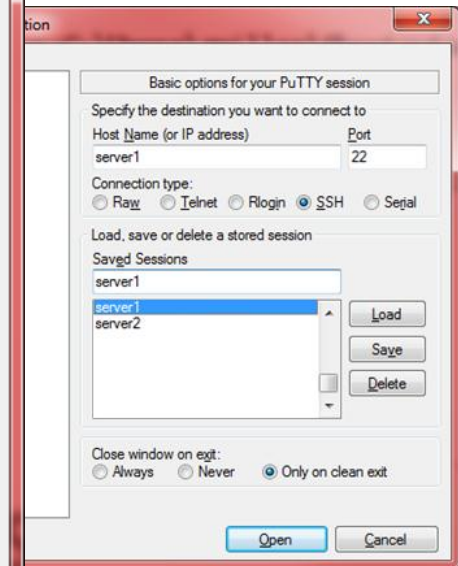 tion
Basic options for your PuTTY session
Specify the destination you want to connect to
Host Name (or IP address) Port
server1 22
Connection type:
Raw Telnet Rlogin SSH Serial
Load, save or delete a stored session
Saved Sessions
server1
server1
server2
Load
Save
Delete
Close window on exit:
Always Never Only on clean exit
Open Cancel